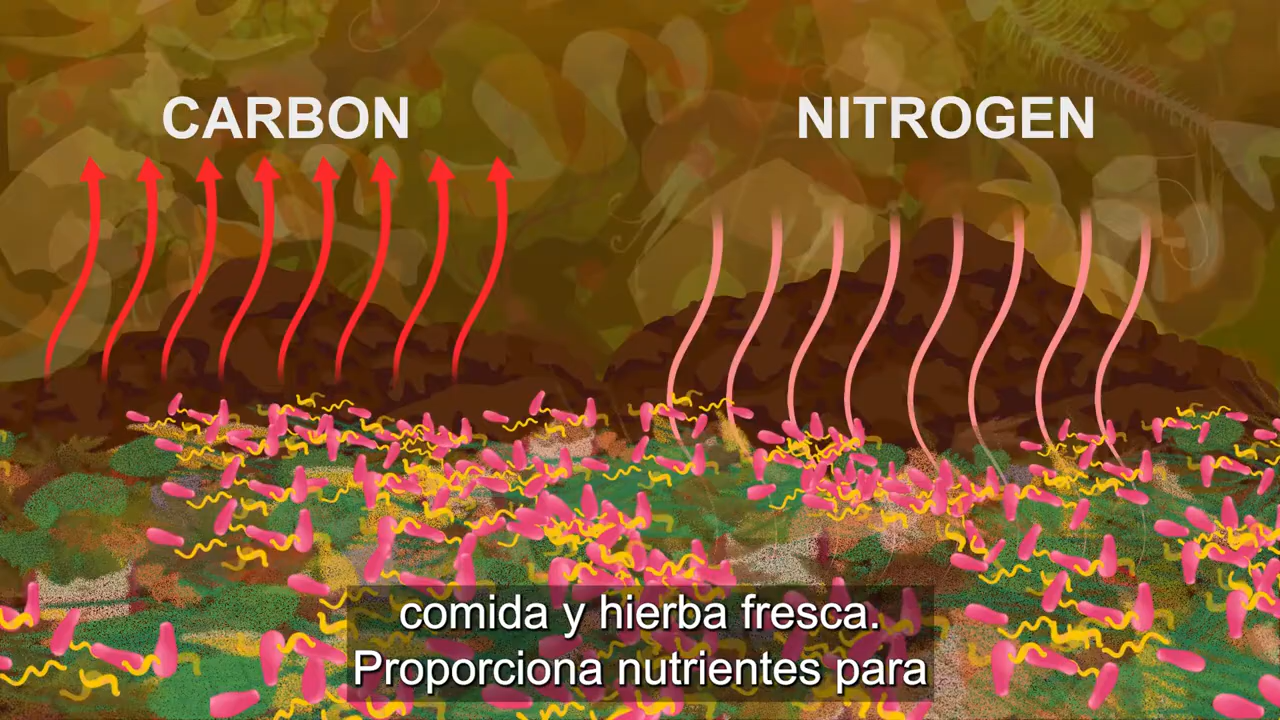 CARBON
NITROGEN
comida y hierba fresca.
Proporciona nutrientes para